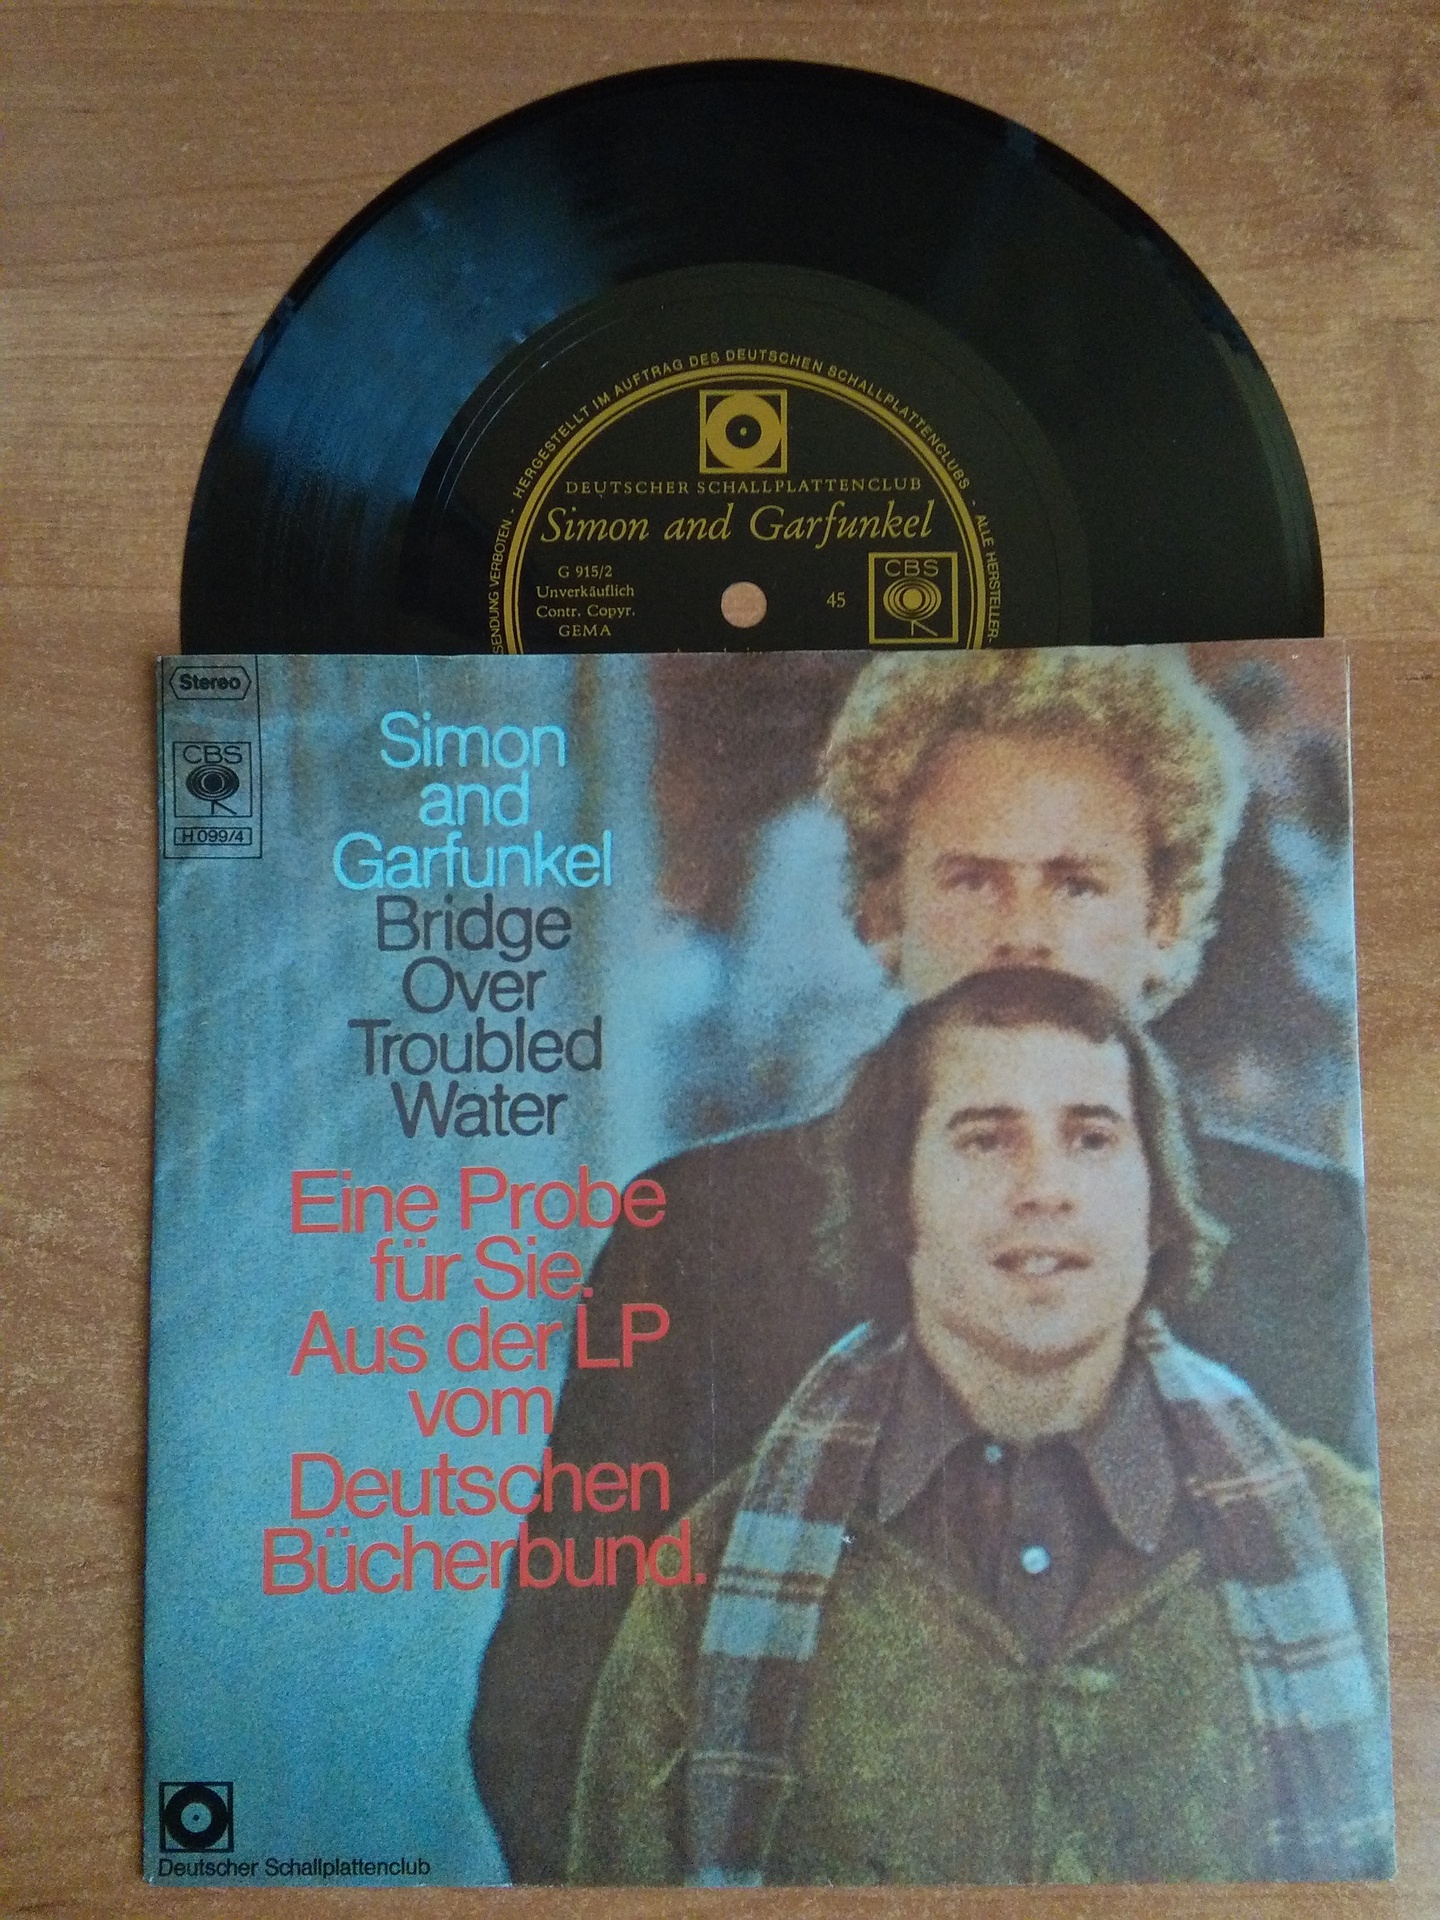 SENDUNG VERBOTEN - HERGESTELLT IM AUFTRAG DES DEUTSCHEN SCHALLPLATTENCLUBS - ALLE HERSTELLER-
DEUTSCHER SCHALLPLATTENCLUB
Simon and Garfunkel
G 915/2
Unverkäuflich
Contr. Copyr.
GEMA
45
CBS
Stereo
CBS
H 099/4
Simon
and
Garfunkel
Bridge
Over
Troubled
Water
Eine Probe
für Sie.
Aus der LP
vom
Deutschen
Bücherbund.
Deutscher Schallplattenclub